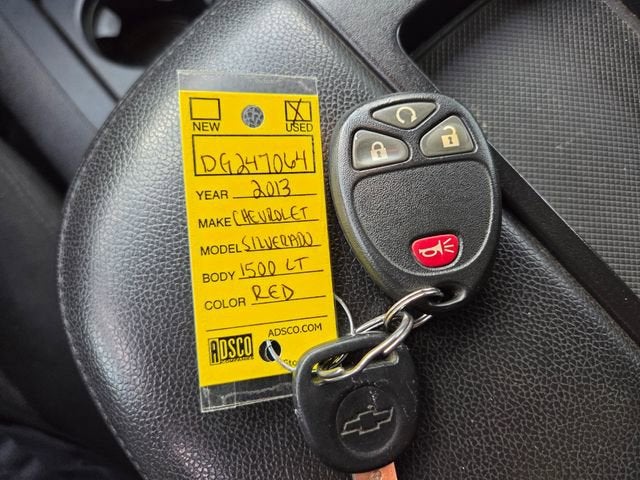 NEW USED
DG247064
YEAR 2013
MAKE CHEVROLET
MODEL SILVERADO
BODY 1500 LT
COLOR RED
ADSCO.COM
ADSCO